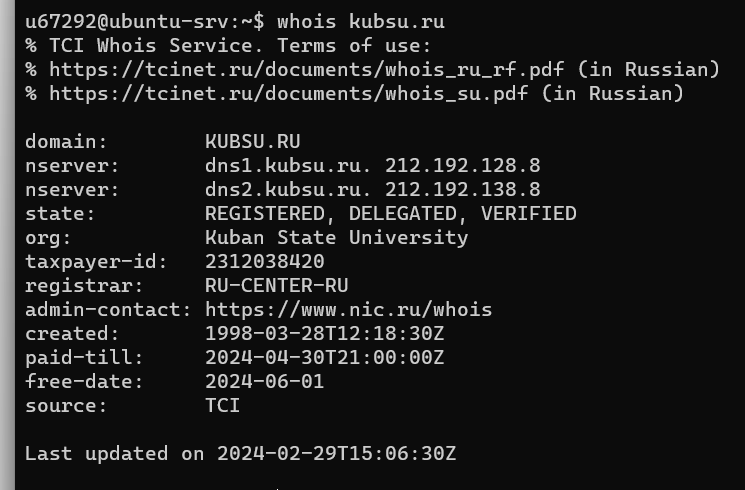 u67292@ubuntu-srv:~$ whois kubsu.ru
% TCI Whois Service. Terms of use:
% https://tcinet.ru/documents/whois_ru_rf.pdf (in Russian)
% https://tcinet.ru/documents/whois_su.pdf (in Russian)
domain: KUBSU.RU
nserver: dns1.kubsu.ru. 212.192.128.8
nserver: dns2.kubsu.ru. 212.192.138.8
state: REGISTERED, DELEGATED, VERIFIED
org: Kuban State University
taxpayer-id: 2312038420
registrar: RU-CENTER-RU
admin-contact: https://www.nic.ru/whois
created: 1998-03-28T12:18:30Z
paid-till: 2024-04-30T21:00:00Z
free-date: 2024-06-01
source: TCI
Last updated on 2024-02-29T15:06:30Z